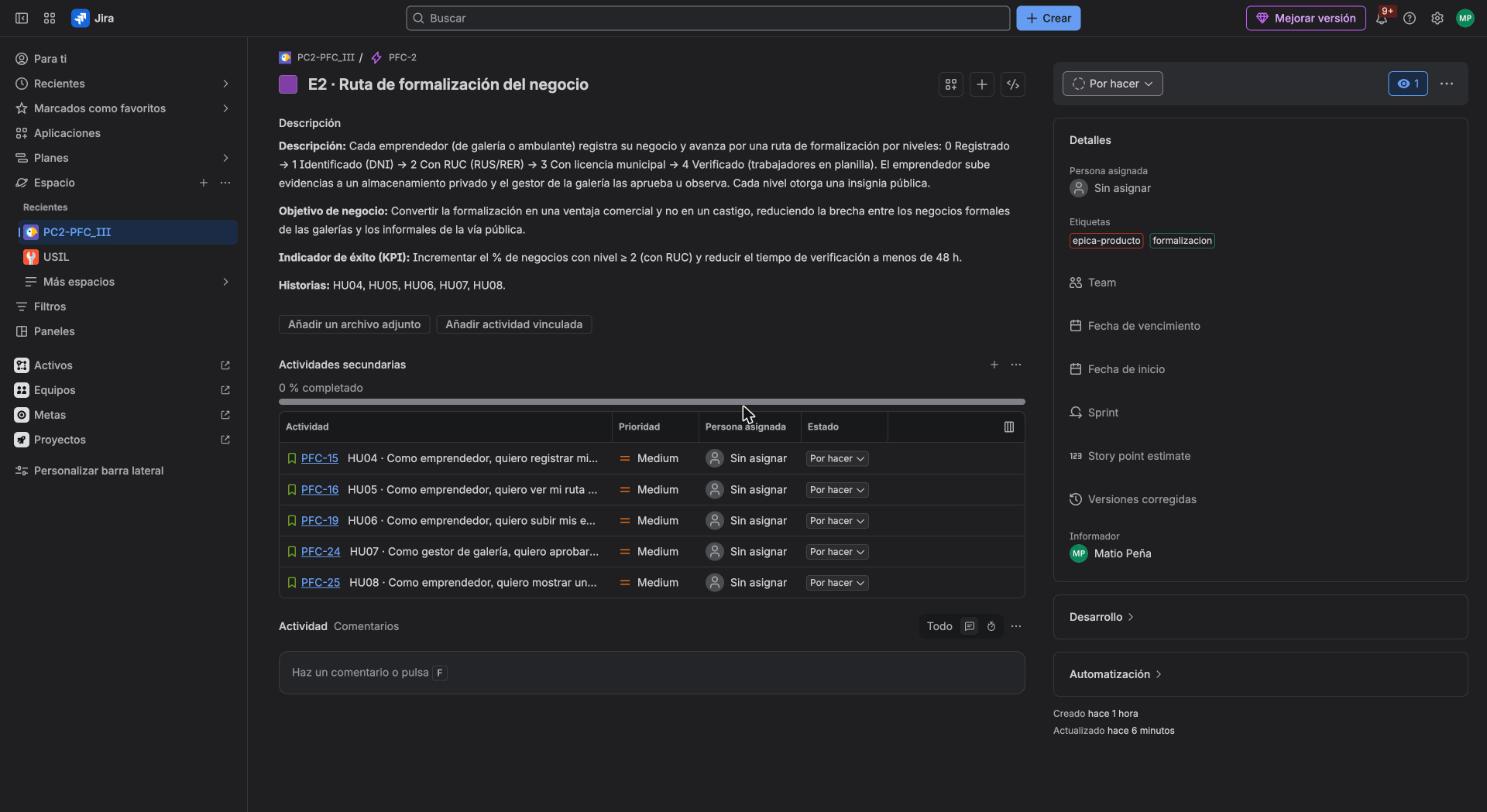 Jira
Buscar
Crear
Mejorar versión
9+
MP
Para ti
Recientes
Marcados como favoritos
Aplicaciones
Planes
Espacio
Recientes
PC2-PFC_III
USIL
Más espacios
Filtros
Paneles
Activos
Equipos
Metas
Proyectos
Personalizar barra lateral
PC2-PFC_III / PFC-2
E2 · Ruta de formalización del negocio
Descripción
Descripción: Cada emprendedor (de galería o ambulante) registra su negocio y avanza por una ruta de formalización por niveles: 0 Registrado
→ 1 Identificado (DNI) → 2 Con RUC (RUS/RER) → 3 Con licencia municipal → 4 Verificado (trabajadores en planilla). El emprendedor sube
evidencias a un almacenamiento privado y el gestor de la galería las aprueba u observa. Cada nivel otorga una insignia pública.
Objetivo de negocio: Convertir la formalización en una ventaja comercial y no en un castigo, reduciendo la brecha entre los negocios formales
de las galerías y los informales de la vía pública.
Indicador de éxito (KPI): Incrementar el % de negocios con nivel ≥ 2 (con RUC) y reducir el tiempo de verificación a menos de 48 h.
Historias: HU04, HU05, HU06, HU07, HU08.
Añadir un archivo adjunto Añadir actividad vinculada
Actividades secundarias
0 % completado
Actividad Prioridad Persona asignada Estado
PFC-15 HU04 · Como emprendedor, quiero registrar mi... Medium Sin asignar Por hacer
PFC-16 HU05 · Como emprendedor, quiero ver mi ruta ... Medium Sin asignar Por hacer
PFC-19 HU06 · Como emprendedor, quiero subir mis e... Medium Sin asignar Por hacer
PFC-24 HU07 · Como gestor de galería, quiero aprobar... Medium Sin asignar Por hacer
PFC-25 HU08 · Como emprendedor, quiero mostrar un... Medium Sin asignar Por hacer
Actividad Comentarios Todo
Haz un comentario o pulsa F
Por hacer
1
Detalles
Persona asignada
Sin asignar
Etiquetas
epica-producto formalizacion
Team
Fecha de vencimiento
Fecha de inicio
Sprint
123 Story point estimate
Versiones corregidas
Informador
MP Matio Peña
Desarrollo
Automatización
Creado hace 1 hora
Actualizado hace 6 minutos